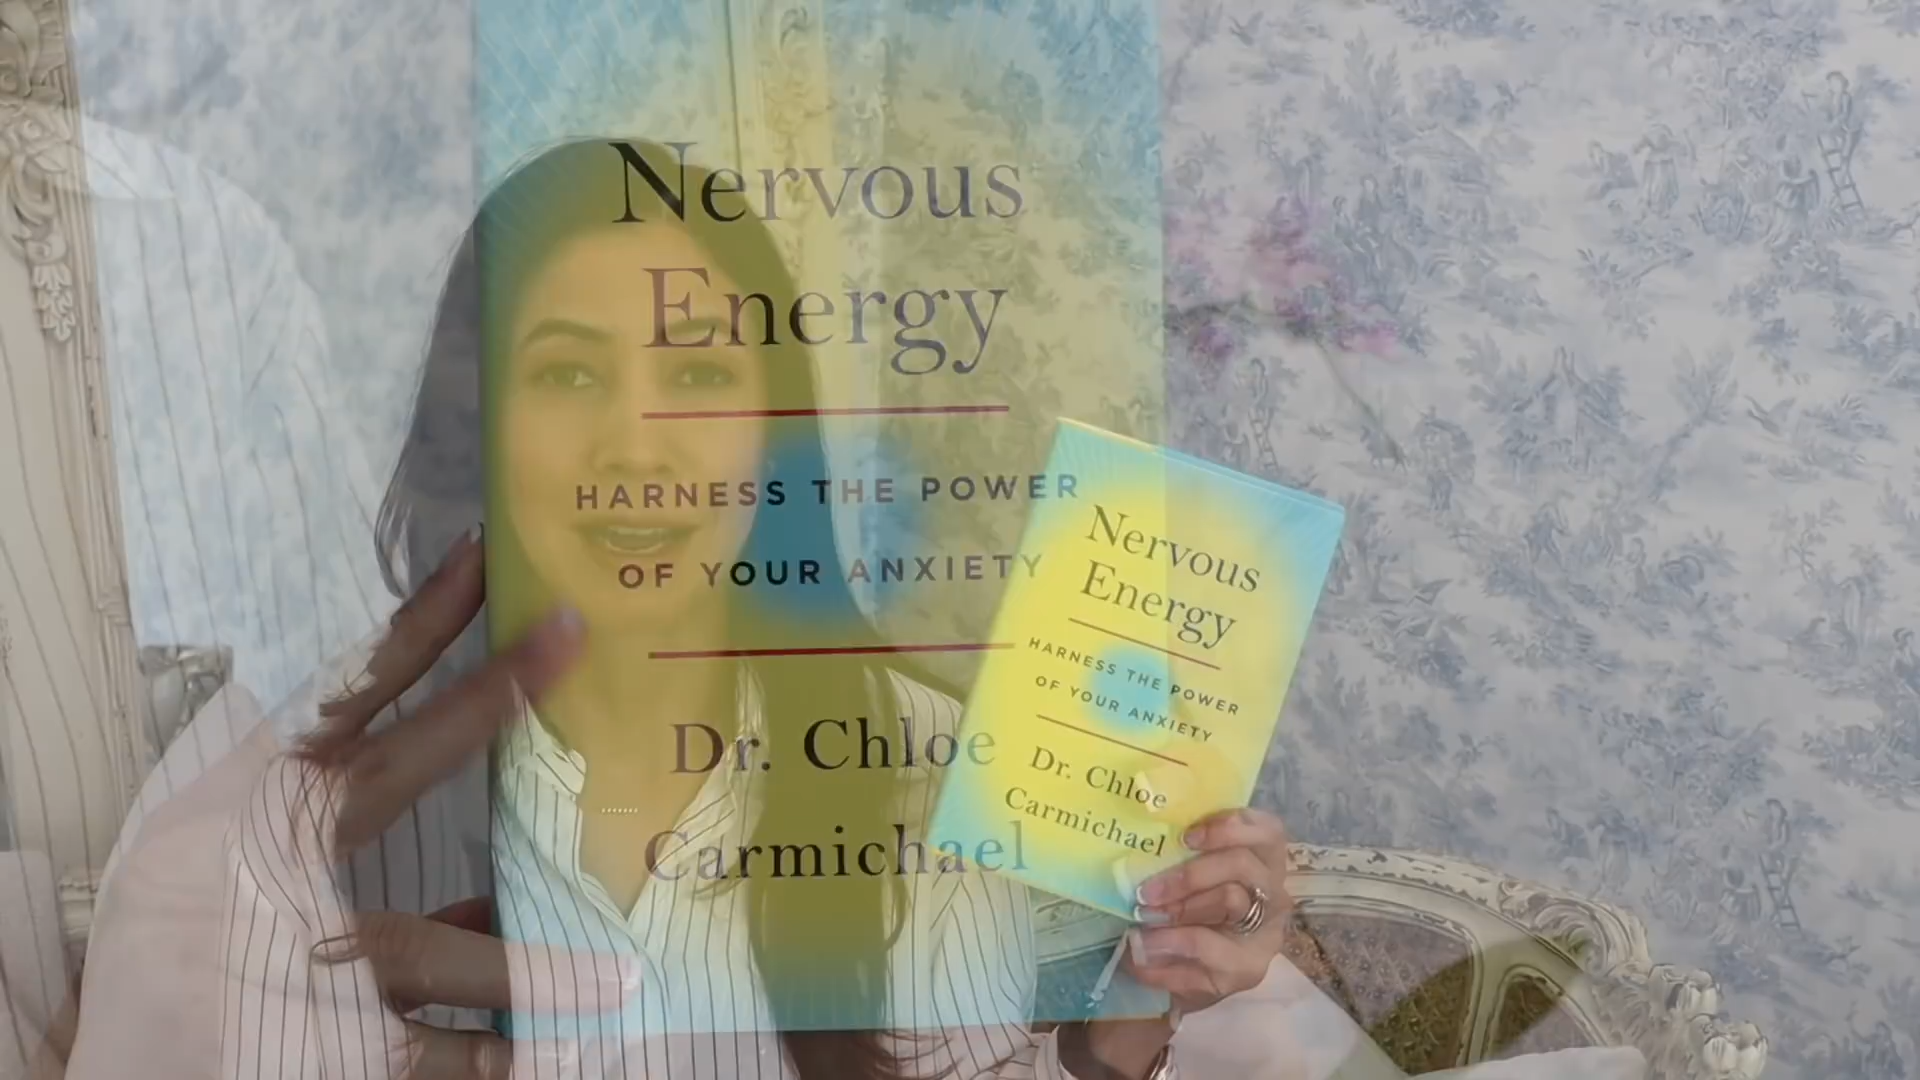 Nervous
Energy
HARNESS THE POWER
OF YOUR ANXIETY
Dr. Chloe
Carmichael
Nervous
Energy
HARNESS THE POWER
OF YOUR ANXIETY
Dr. Chloe
Carmichael